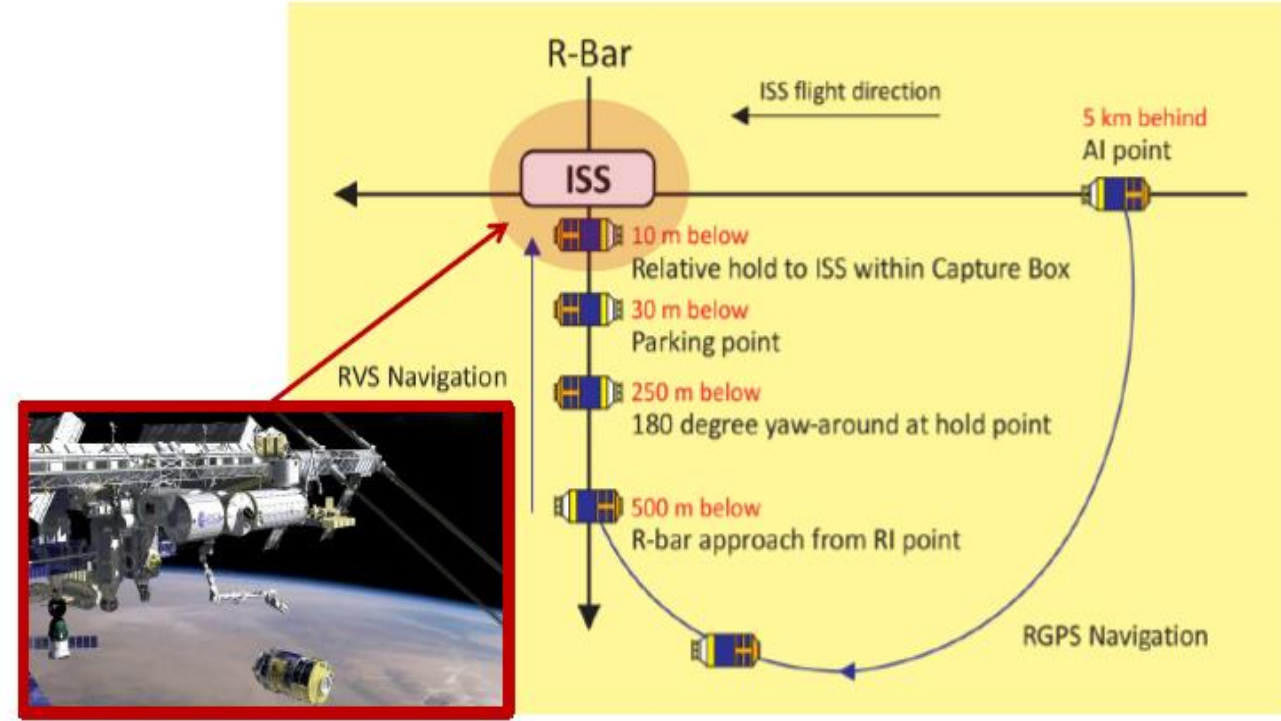 R-Bar
ISS flight direction
5 km behind
AI point
ISS
10 m below
Relative hold to ISS within Capture Box
30 m below
Parking point
RVS Navigation
250 m below
180 degree yaw-around at hold point
500 m below
R-bar approach from RI point
RGPS Navigation